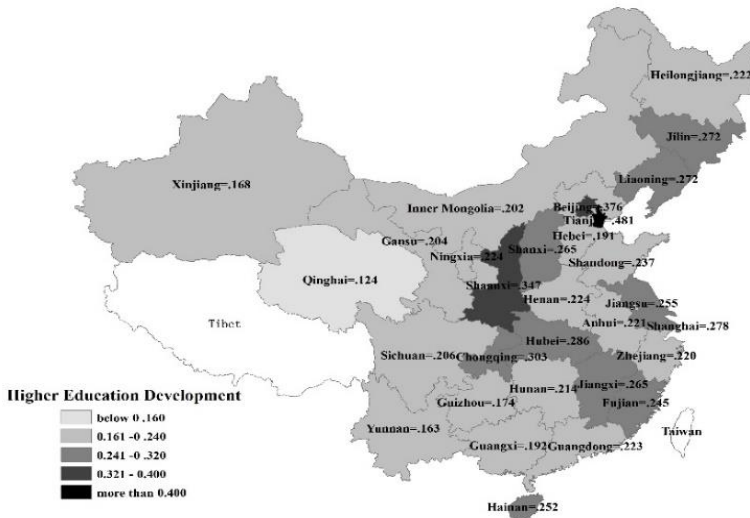 Heilongjiang=.222
Jilin=.272
Liaoning=.272
Xinjiang=.168
Beijing=.376
Inner Mongolia=.202
Tianj =.481
Hebei=.191
Gansu=.204
Shanxi=.265
Ningxia=.224
Shandong=.237
Qinghai=.124
Shaanxi=.347
Henan=.224
Jiangsu=.255
Tibet
Anhui=.221
Shanghai=.278
Hubei=.286
Sichuan=.206
Chongqing=.303
Zhejiang=.220
Hunan=.214
Jiangxi=.265
Higher Education Development
Guizhou=.174
Fujian=.245
below 0 .160
Yunnan=.163
Taiwan
0.161 -0.240
Guangxi=.192
Guangdong=.223
0.241 -0.320
0.321 -0.400
more than 0.400
Hainan=.252